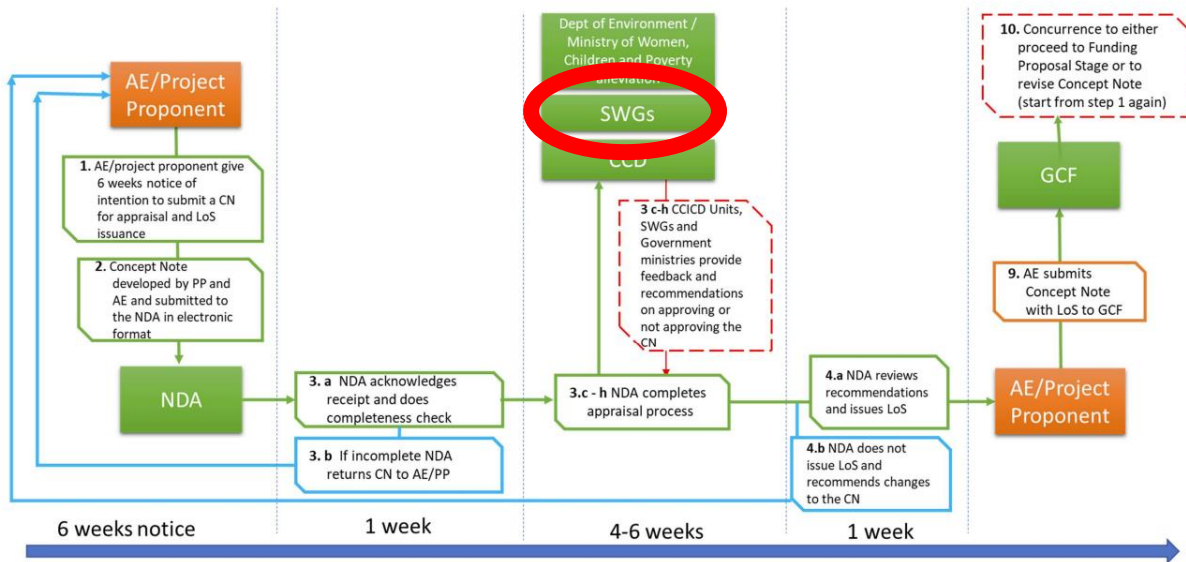 AE/Project
Proponent
1. AE/project proponent give
6 weeks notice of
intention to submit a CN
for appraisal and LoS
issuance
2. Concept Note
developed by PP and
AE and submitted to
the NDA in electronic
format
NDA
3. a NDA acknowledges
receipt and does
completeness check
3. b If incomplete NDA
returns CN to AE/PP
Dept of Environment /
Ministry of Women,
Children and Poverty
alleviation
SWGs
CCD
3 c-h CCICD Units,
SWGs and
Government
ministries provide
feedback and
recommendations
on approving or
not approving the
CN
3.c - h NDA completes
appraisal process
4.a NDA reviews
recommendations
and issues LoS
4.b NDA does not
issue LoS and
recommends changes
to the CN
10. Concurrence to either
proceed to Funding
Proposal Stage or to
revise Concept Note
(start from step 1 again)
GCF
9. AE submits
Concept Note
with LoS to GCF
AE/Project
Proponent
6 weeks notice
1 week
4-6 weeks
1 week